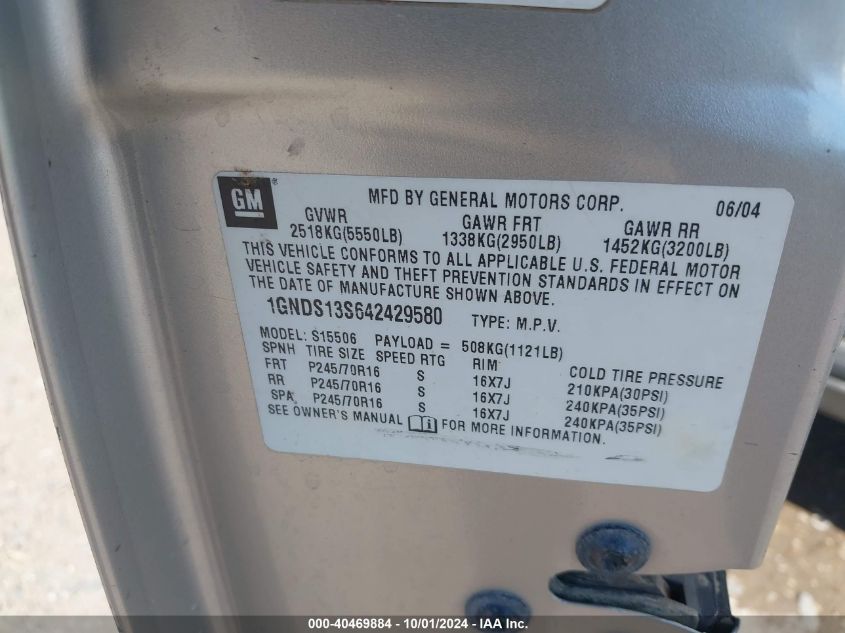 GM®
MFD BY GENERAL MOTORS CORP. 06/04
GVWR GAWR FRT GAWR RR
2518KG(5550LB) 1338KG(2950LB) 1452KG(3200LB)
THIS VEHICLE CONFORMS TO ALL APPLICABLE U.S. FEDERAL MOTOR
VEHICLE SAFETY AND THEFT PREVENTION STANDARDS IN EFFECT ON
THE DATE OF MANUFACTURE SHOWN ABOVE.
1GNDS13S642429580 TYPE: M.P.V.
MODEL: S15506 PAYLOAD = 508KG(1121LB)
SPNH TIRE SIZE SPEED RTG RIM COLD TIRE PRESSURE
FRT P245/70R16 S 16X7J 210KPA(30PSI)
RR P245/70R16 S 16X7J 240KPA(35PSI)
SPA P245/70R16 S 16X7J 240KPA(35PSI)
SEE OWNER'S MANUAL FOR MORE INFORMATION.
000-40469884 - 10/01/2024 - IAA Inc.